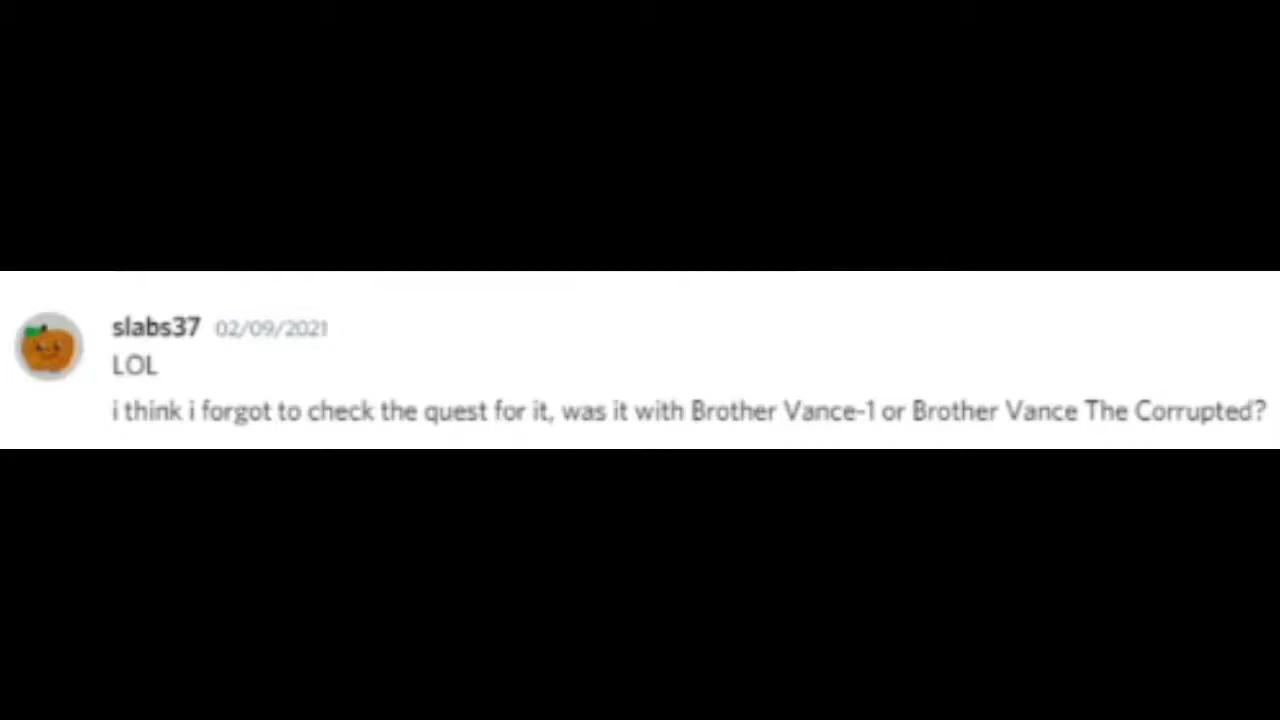 slabs37 02/09/2021
LOL
i think i forgot to check the quest for it, was it with Brother Vance-1 or Brother Vance The Corrupted?